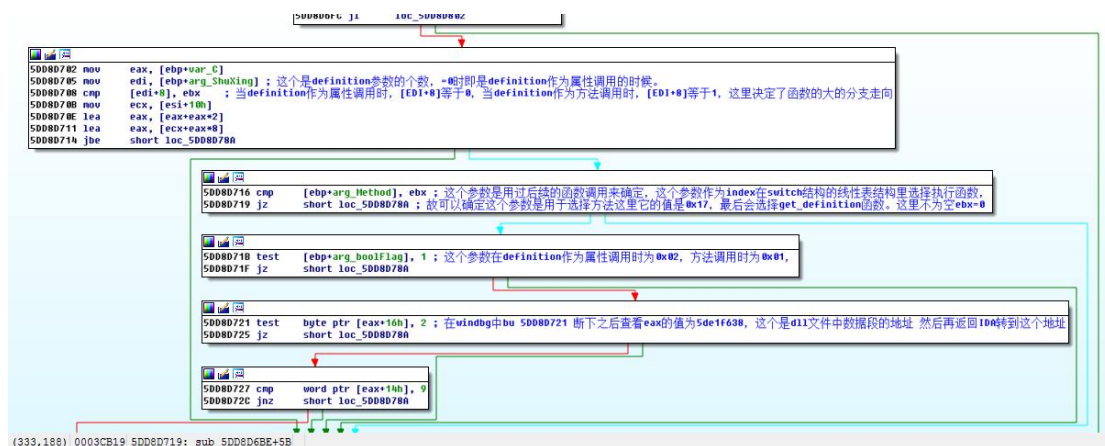 5DD8D6FC jl loc_5DD8D802
5DD8D702 mov eax, [ebp+var_C]
5DD8D705 mov edi, [ebp+arg_ShuXing] ; 这个是definition参数的个数，=0时即是definition作为属性调用的时候。
5DD8D708 cmp [edi+8], ebx ; 当definition作为属性调用时，[EDI+8]等于0，当definition作为方法调用时，[EDI+8]等于1，这里决定了函数的大的分支走向
5DD8D70B mov ecx, [esi+10h]
5DD8D70E lea eax, [eax+eax*2]
5DD8D711 lea eax, [ecx+eax*8]
5DD8D714 jbe short loc_5DD8D78A
5DD8D716 cmp [ebp+arg_Method], ebx ; 这个参数是用过后续的函数调用来确定，这个参数作为index在switch结构的线性表结构里选择执行函数，
5DD8D719 jz short loc_5DD8D78A ; 故可以确定这个参数是用于选择方法这里它的值是0x17，最后会选择get_definition函数。这里不为空ebx=0
5DD8D71B test [ebp+arg_boolFlag], 1 ; 这个参数在definition作为属性调用时为0x02，方法调用时为0x01，
5DD8D71F jz short loc_5DD8D78A
5DD8D721 test byte ptr [eax+16h], 2 ; 在windbg中bu 5DD8D721 断下之后查看eax的值为5de1f638，这个是dll文件中数据段的地址 然后再返回IDA转到这个地址
5DD8D725 jz short loc_5DD8D78A
5DD8D727 cmp word ptr [eax+14h], 9
5DD8D72C jnz short loc_5DD8D78A
(333,188) 0003CB19 5DD8D719: sub_5DD8D6BE+5B